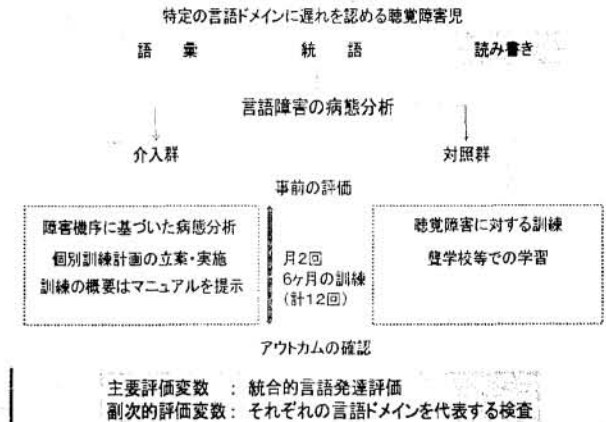 特定の言語ドメインに遅れを認める聴覚障害児
語 彙 統 語 読み書き
言語障害の病態分析
介入群 対照群
事前の評価
障害機序に基づいた病態分析
個別訓練計画の立案・実施
訓練の概要はマニュアルを提示
月2回
6ヶ月の訓練
(計12回)
聴覚障害に対する訓練
聾学校等での学習
アウトカムの確認
主要評価変数 : 統合的言語発達評価
副次的評価変数 : それぞれの言語ドメインを代表する検査